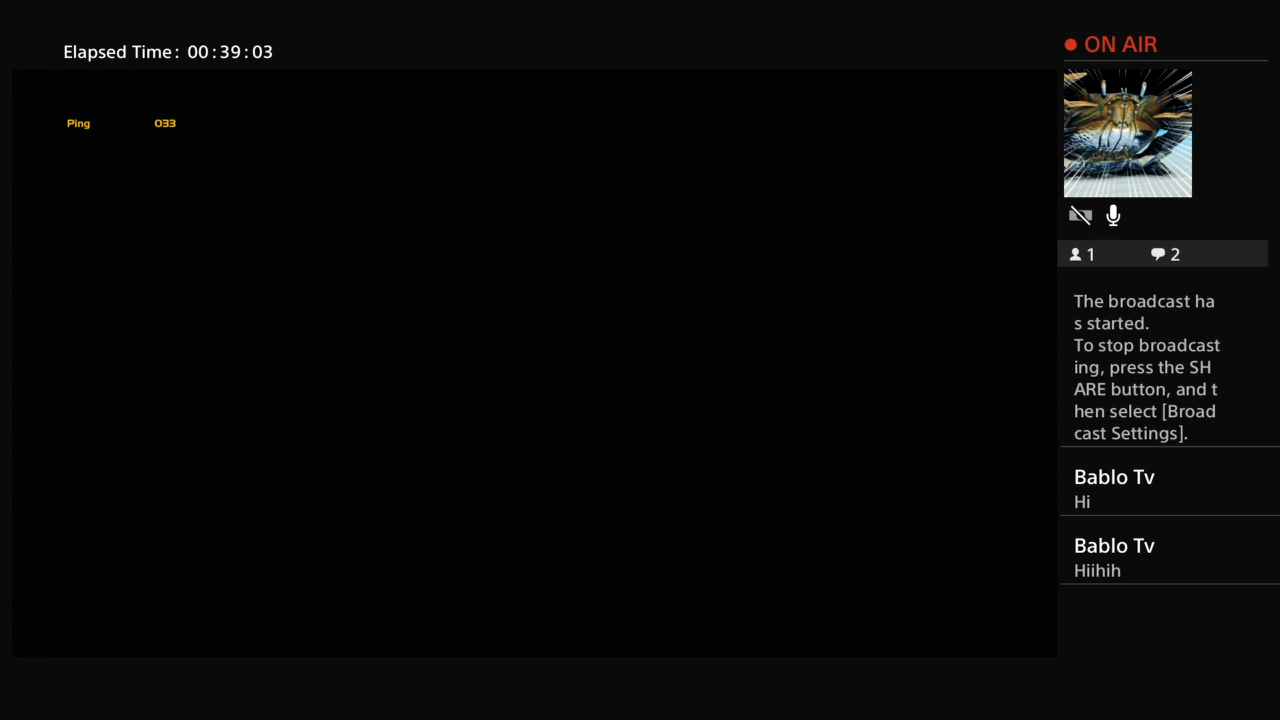 Elapsed Time: 00:39:03
ON AIR
Ping 033
1 2
The broadcast ha
s started.
To stop broadcast
ing, press the SH
ARE button, and t
hen select [Broad
cast Settings].
Bablo Tv
Hi
Bablo Tv
Hiihih